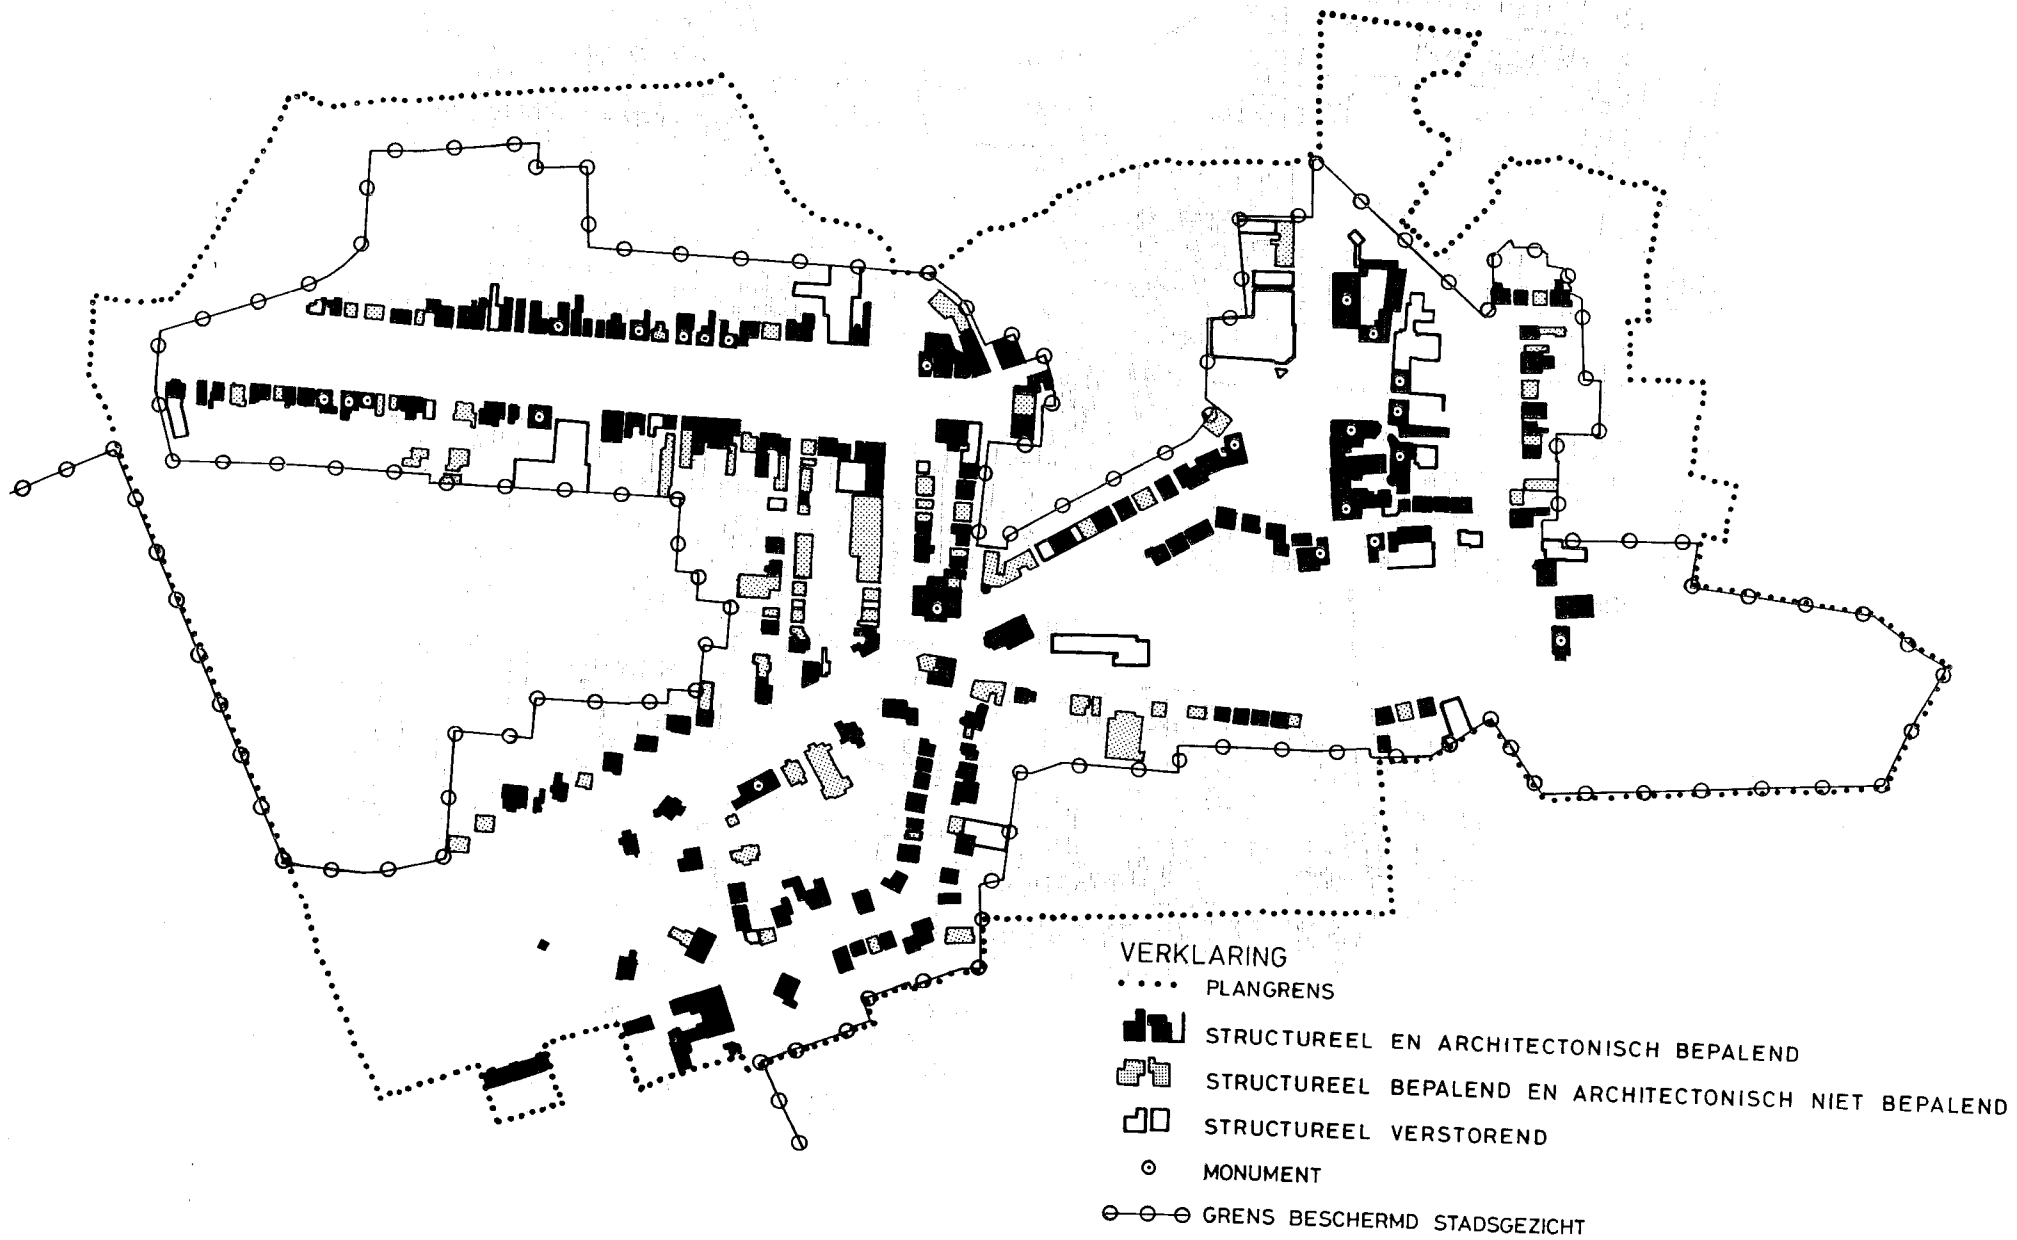 VERKLARING
PLANGRENS
STRUCTUREEL EN ARCHITECTONISCH BEPALEND
STRUCTUREEL BEPALEND EN ARCHITECTONISCH NIET BEPALEND
STRUCTUREEL VERSTOREND
MONUMENT
GRENS BESCHERMD STADSGEZICHT